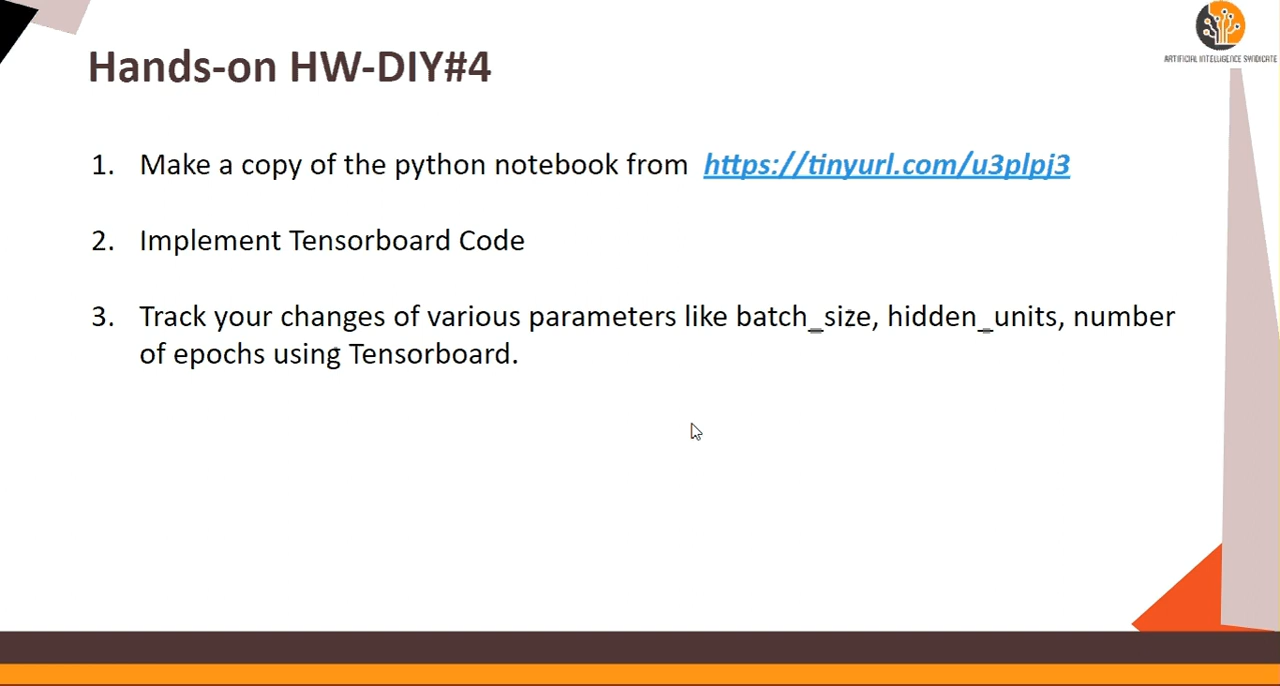 ARTIFICIAL INTELLIGENCE SYNDICATE
Hands-on HW-DIY#4
1. Make a copy of the python notebook from https://tinyurl.com/u3plpj3
2. Implement Tensorboard Code
3. Track your changes of various parameters like batch_size, hidden_units, number
of epochs using Tensorboard.